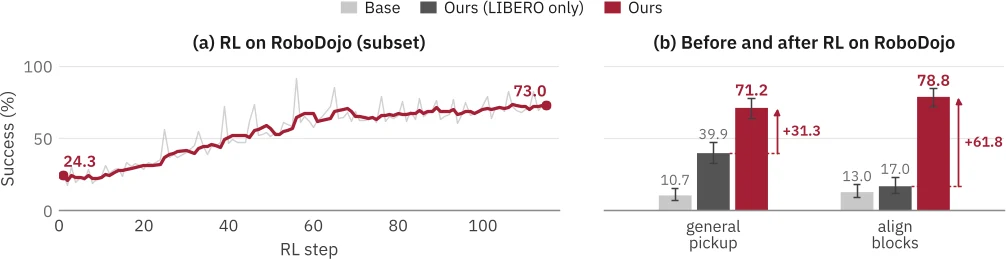 Base Ours (LIBERO only) Ours
(a) RL on RoboDojo (subset)
(b) Before and after RL on RoboDojo
Success (%)
100
50
0
24.3
73.0
0 20 40 60 80 100
RL step
10.7
39.9
71.2
+31.3
13.0
17.0
78.8
+61.8
general
pickup
align
blocks